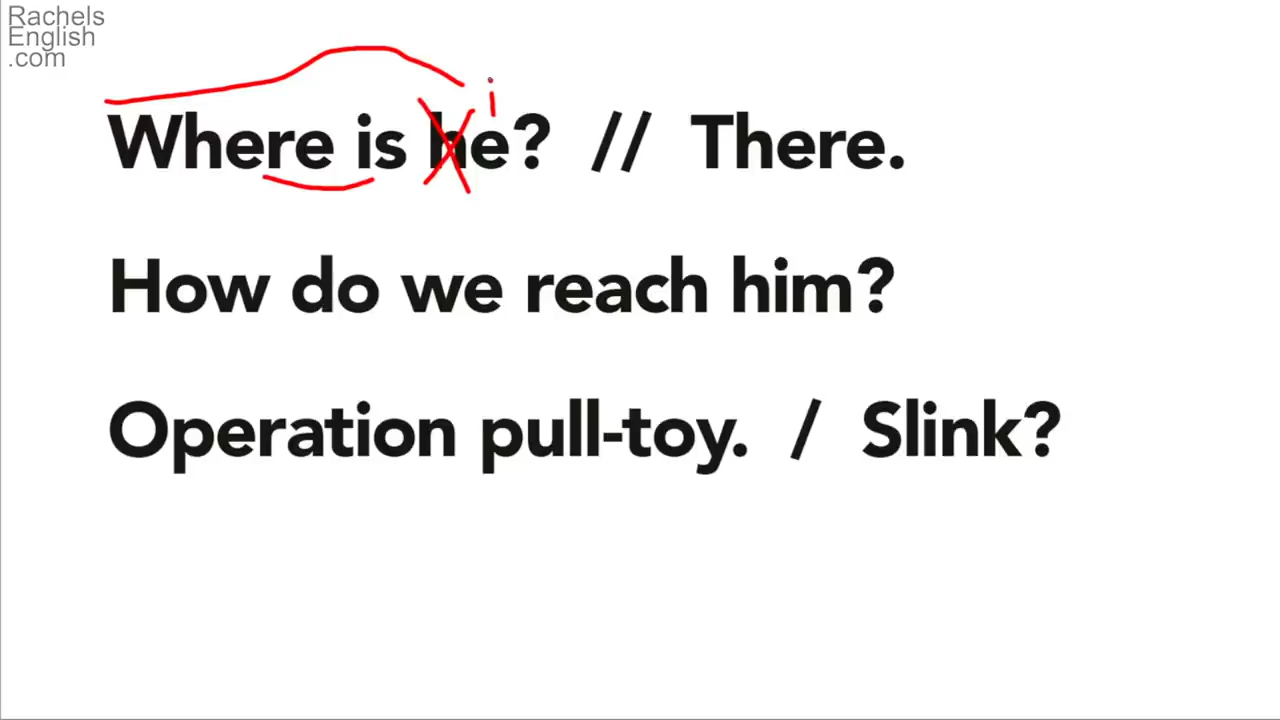 Rachels
English
.com
i
Where is he? // There.
How do we reach him?
Operation pull-toy. / Slink?